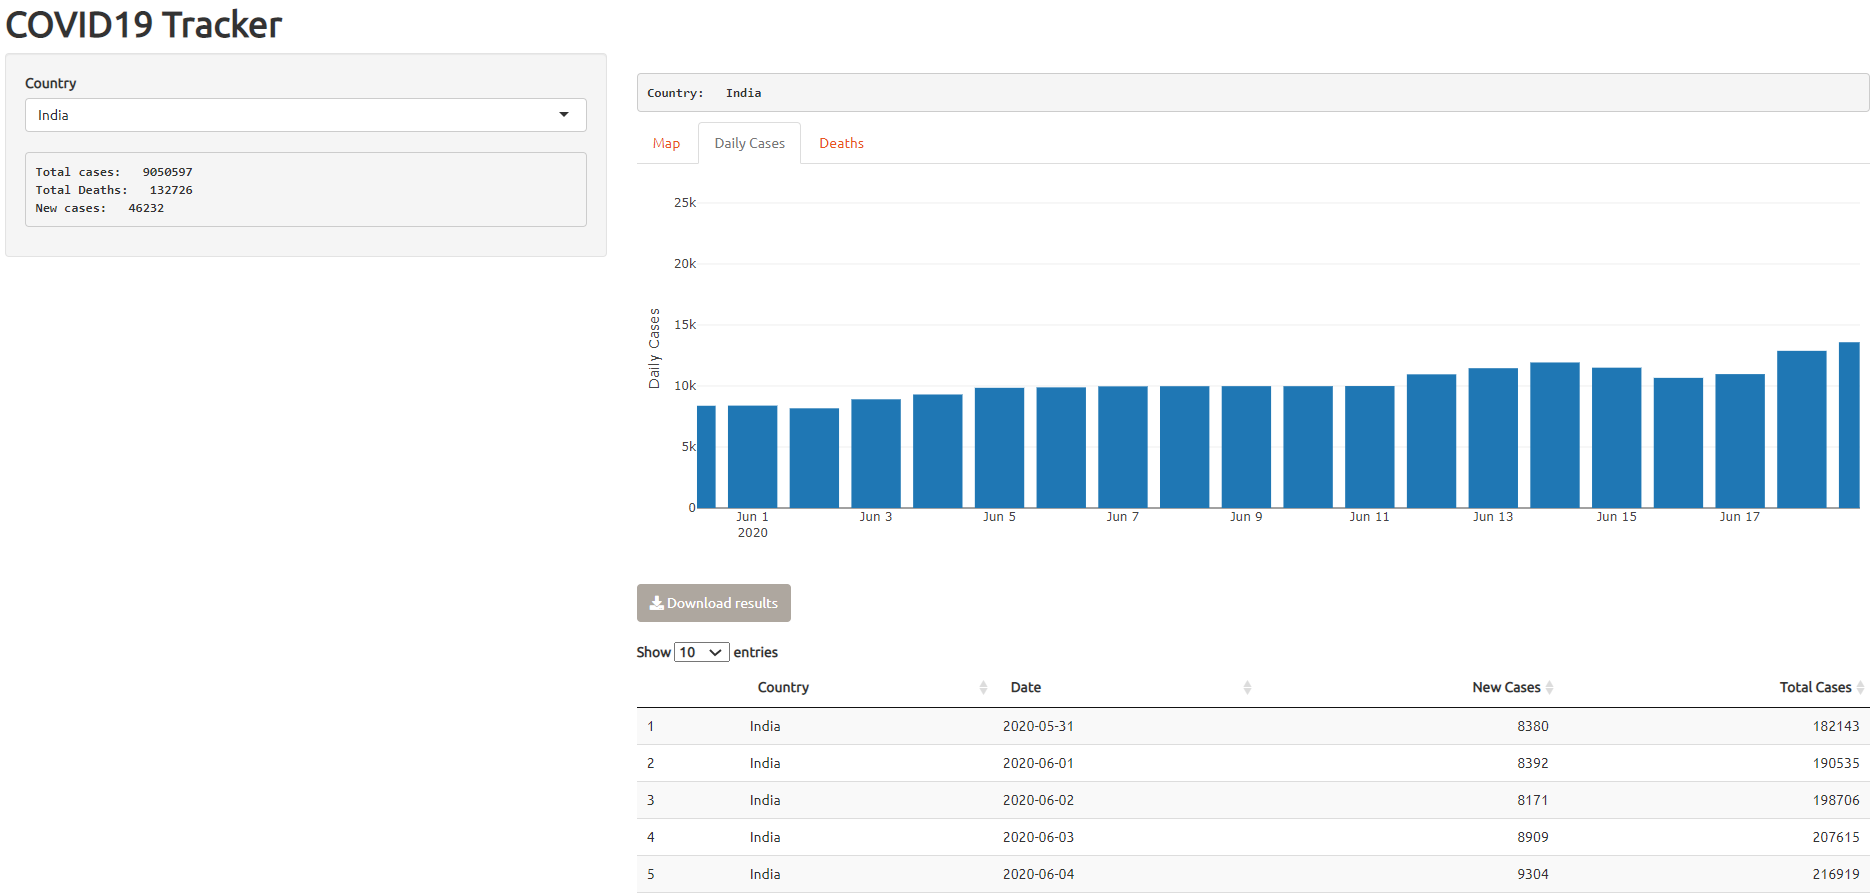 COVID19 Tracker
Country
India
Total cases: 9050597
Total Deaths: 132726
New cases: 46232
Country: India
Map Daily Cases Deaths
Daily Cases
25k
20k
15k
10k
5k
0
Jun 1 Jun 3 Jun 5 Jun 7 Jun 9 Jun 11 Jun 13 Jun 15 Jun 17
2020
Download results
Show 10 entries
Country Date New Cases Total Cases
1 India 2020-05-31 8380 182143
2 India 2020-06-01 8392 190535
3 India 2020-06-02 8171 198706
4 India 2020-06-03 8909 207615
5 India 2020-06-04 9304 216919